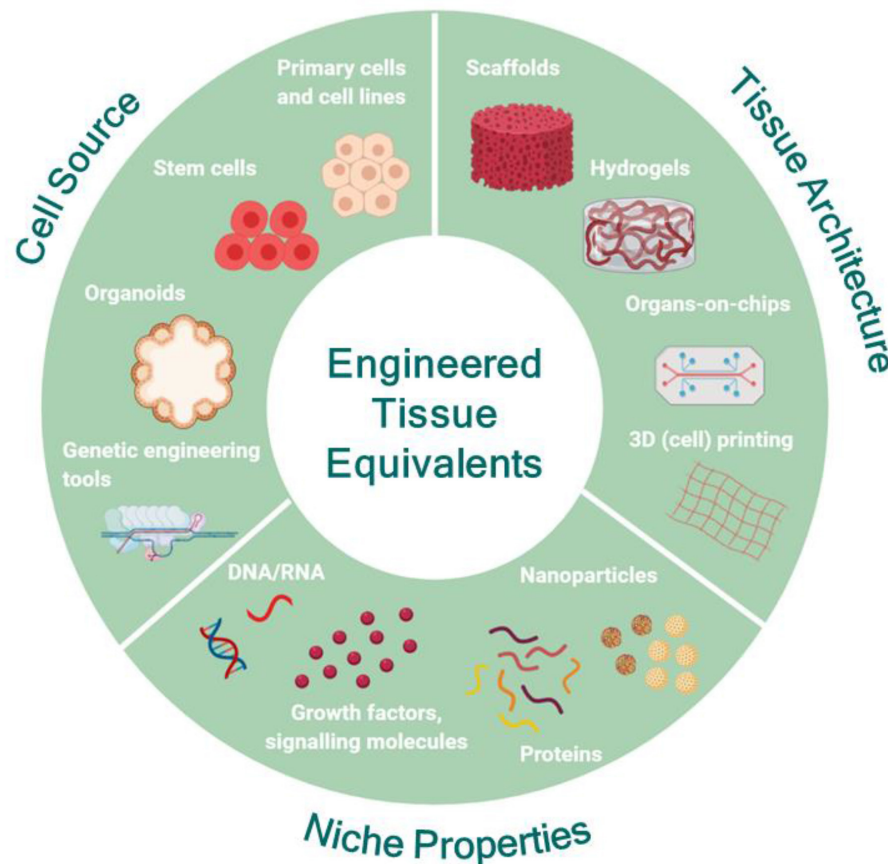 Cell Source
Primary cells
and cell lines
Stem cells
Organoids
Genetic engineering
tools
Tissue Architecture
Scaffolds
Hydrogels
Organs-on-chips
3D (cell) printing
Engineered
Tissue
Equivalents
DNA/RNA
Growth factors,
signalling molecules
Nanoparticles
Proteins
Niche Properties